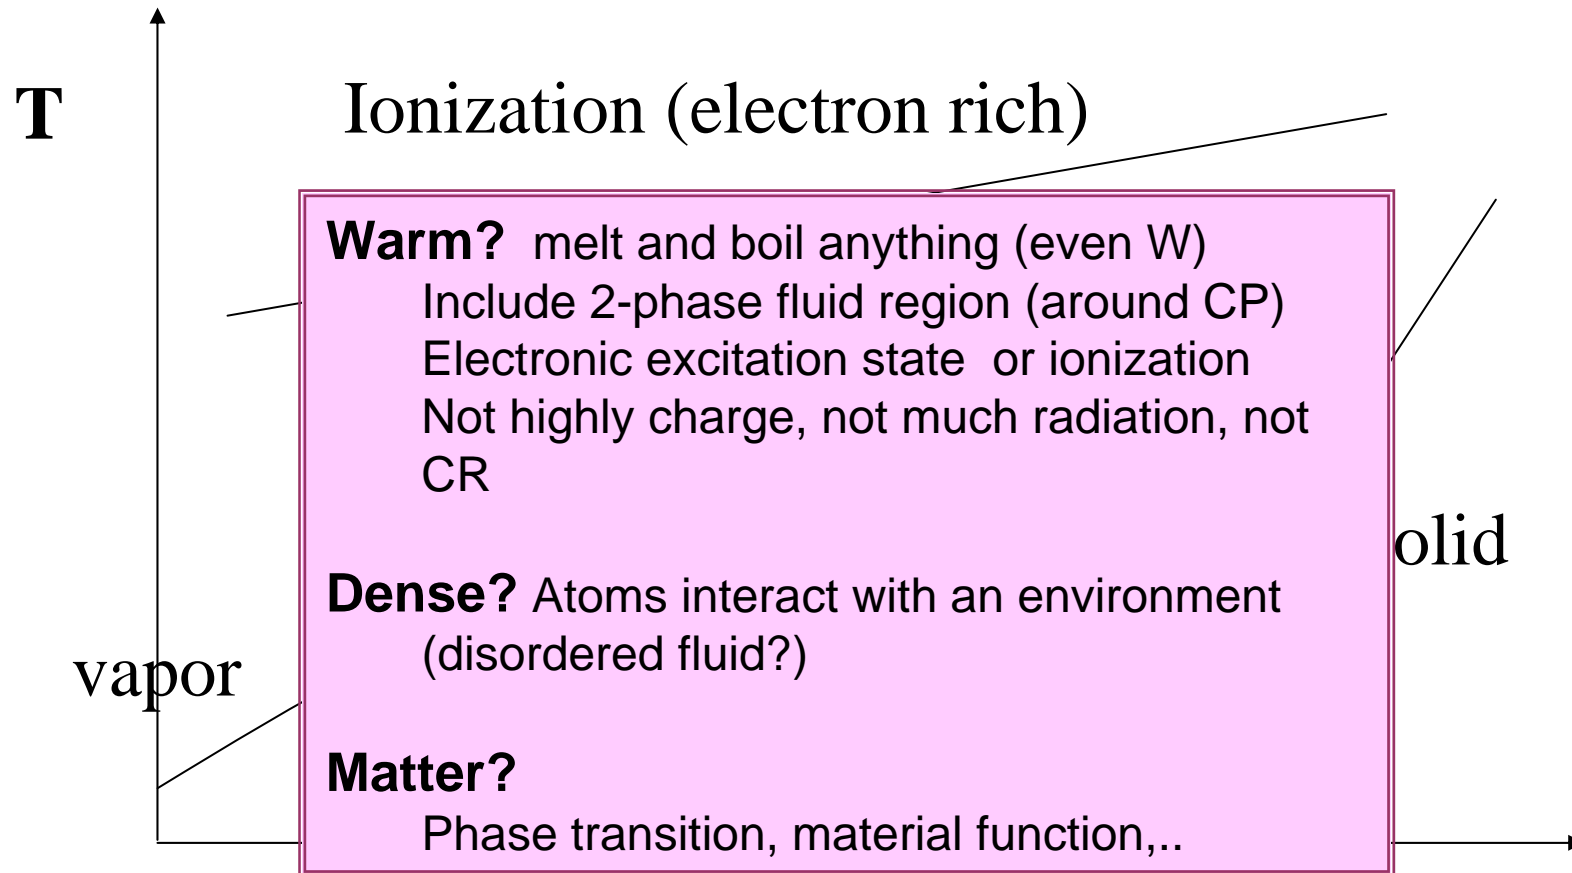 T
Ionization (electron rich)
Warm? melt and boil anything (even W)
Include 2-phase fluid region (around CP)
Electronic excitation state or ionization
Not highly charge, not much radiation, not
CR
olid
Dense? Atoms interact with an environment
(disordered fluid?)
vapor
Matter?
Phase transition, material function,..